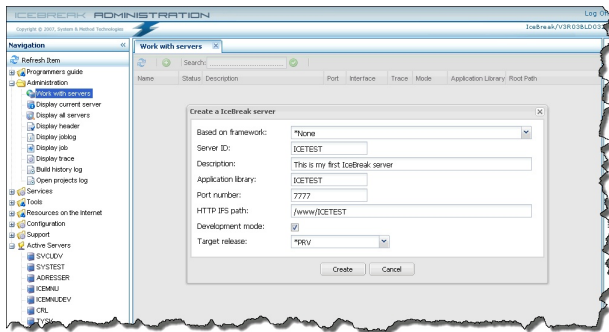 ICEBREAK ADMINISTRATION
Log On
Copyright © 2007, System & Method Technologies
IceBreak/V3R03BLD033
Navigation
Work with servers
Refresh Item
Search:
Programmers guide
Administration
Name Status Description Port Interface Trace Mode Application Library Root Path
Work with servers
Display current server
Display all servers
Display header
Display joblog
Display job
Display trace
Build history log
Open projects log
Services
Tools
Resources on the Internet
Configuration
Support
Active Servers
SVCUDV
SYSTEST
ADRESSER
ICEMNU
ICEMNUDEV
CRL
Create a IceBreak server
Based on framework: *None
Server ID: ICETEST
Description: This is my first IceBreak server
Application library: ICETEST
Port number: 7777
HTTP IFS path: /www/ICETEST
Development mode:
Target release: *PRV
Create Cancel